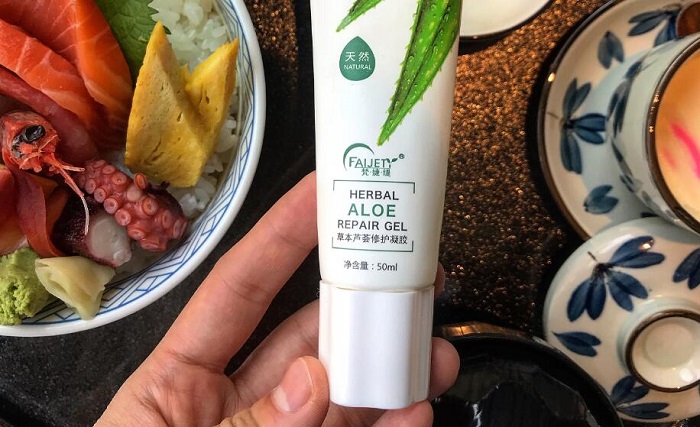 天然
NATURAL
FAIJETY®
梵·婕·缇
HERBAL
ALOE
REPAIR GEL
草本芦荟修护凝胶
净含量:50ml